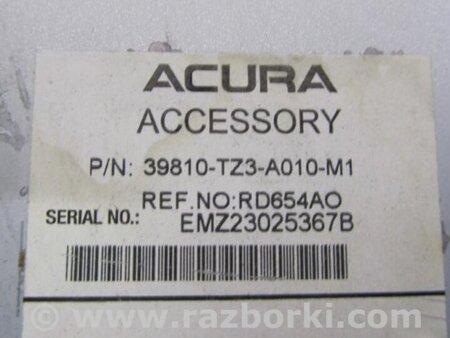 ACURA
ACCESSORY
P/N: 39810-TZ3-A010-M1
REF.NO:RD654AO
SERIAL NO.: EMZ23025367B
www.razborki.com